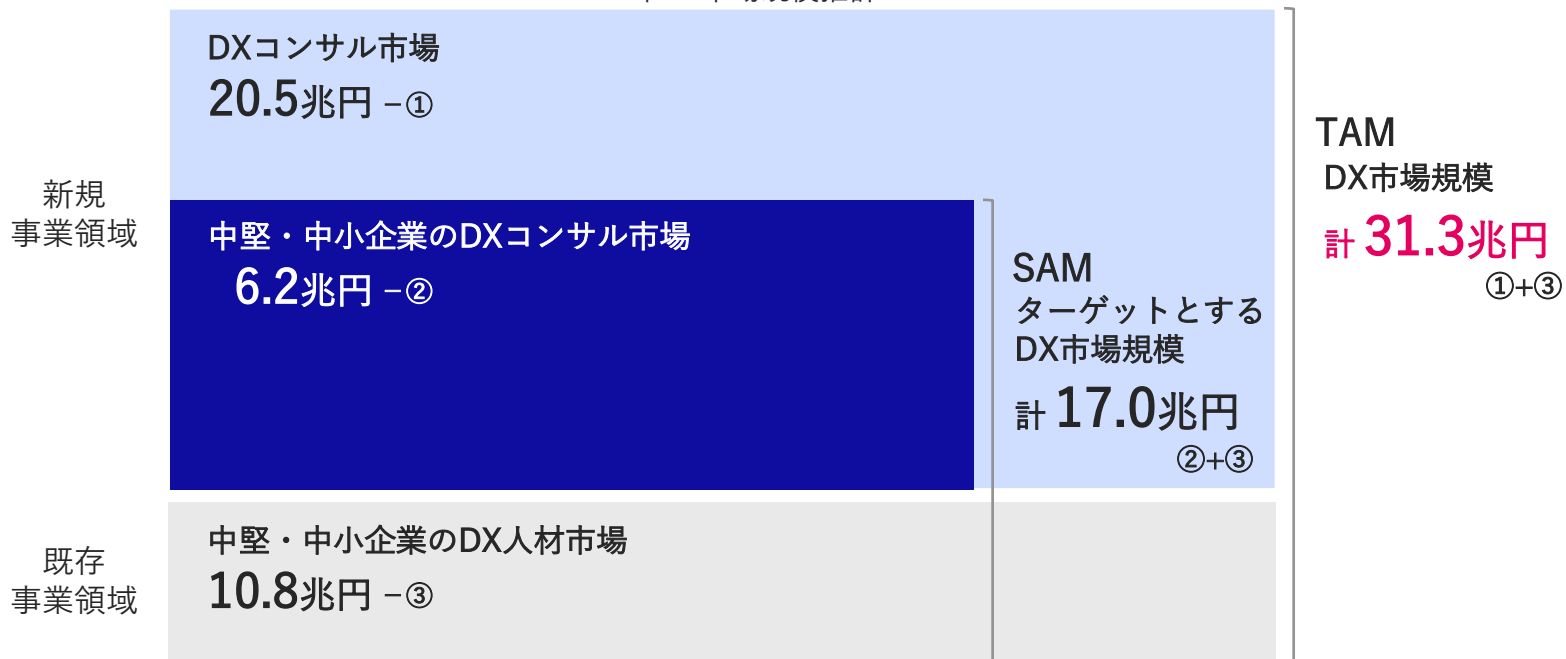 DXコンサル市場
20.5兆円 –①
新規
事業領域
中堅・中小企業のDXコンサル市場
6.2兆円 –②
SAM
ターゲットとする
DX市場規模
計 17.0兆円
②+③
TAM
DX市場規模
計 31.3兆円
①+③
既存
事業領域
中堅・中小企業のDX人材市場
10.8兆円 –③